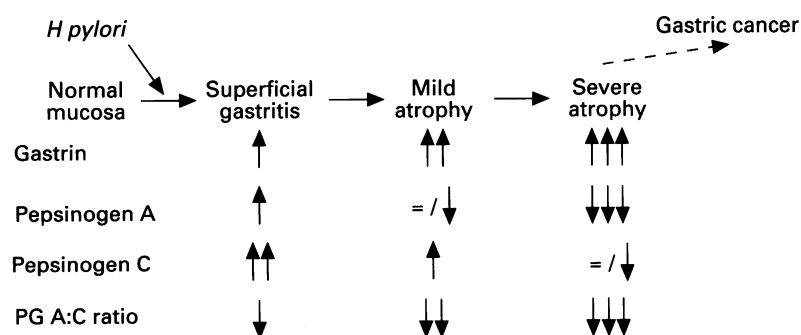 H pylori
Gastric cancer
Normal mucosa
Superficial gastritis
Mild atrophy
Severe atrophy
Gastrin
Pepsinogen A
= /
Pepsinogen C
= /
PG A:C ratio